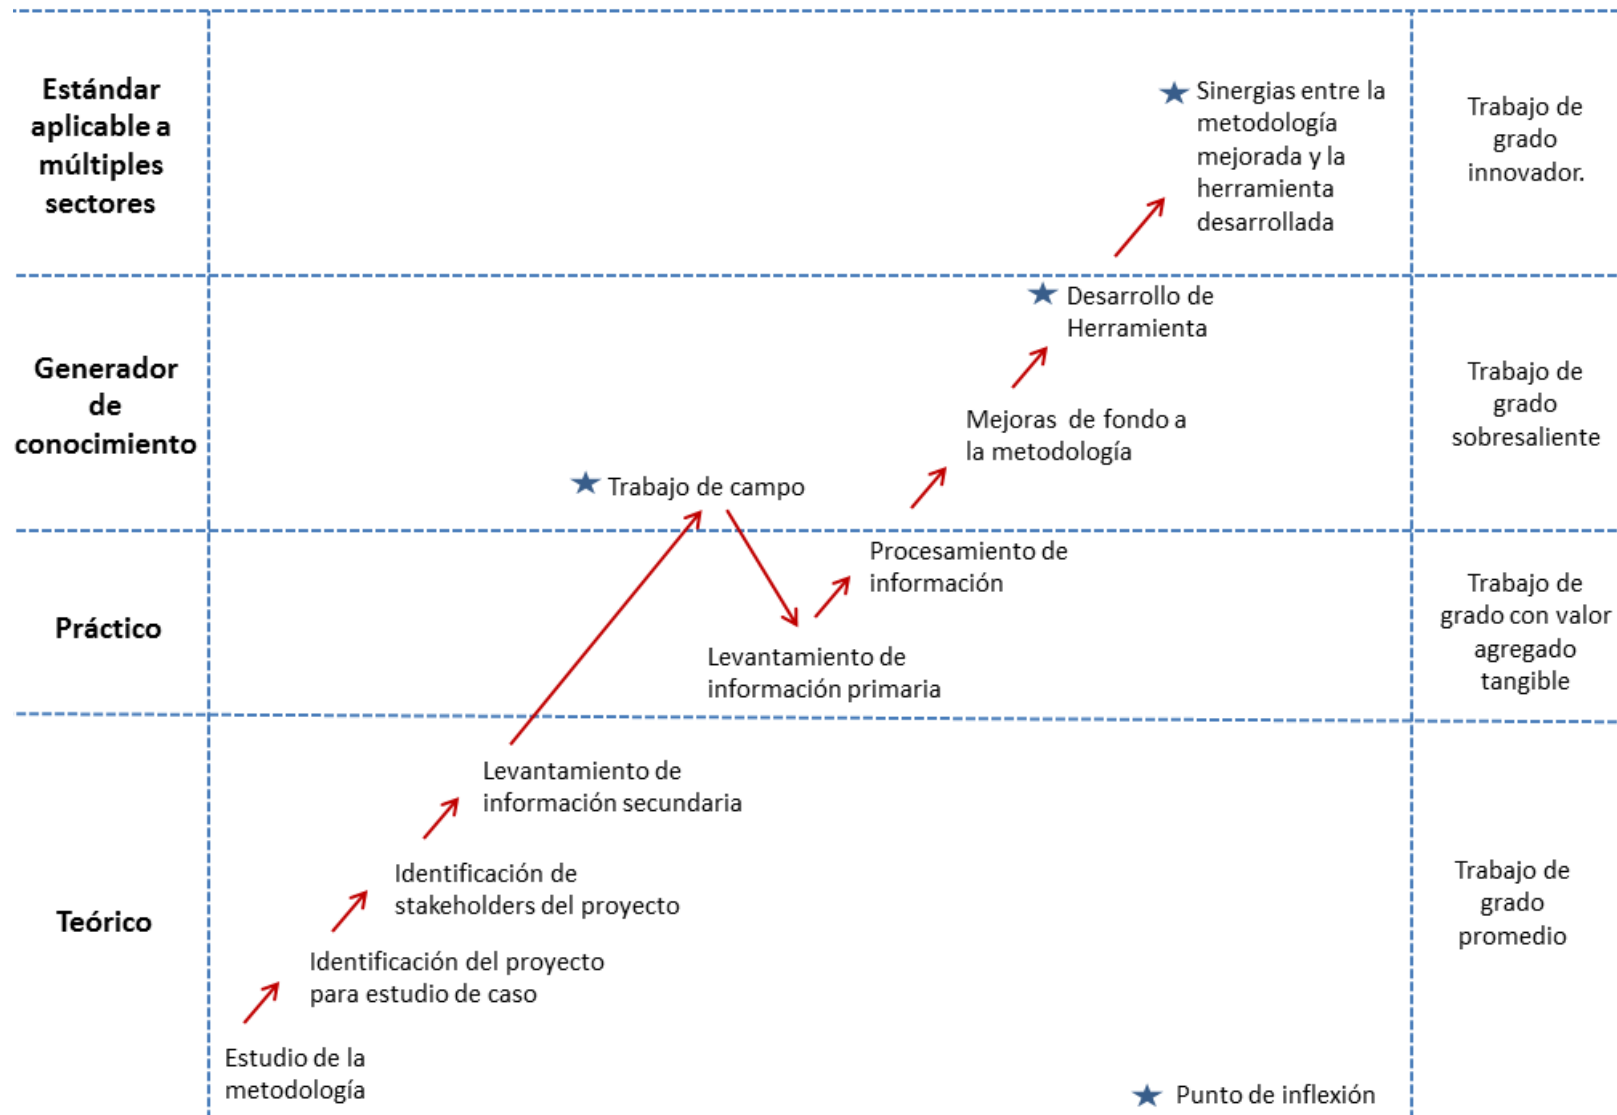 Estándar
aplicable a
múltiples
sectores
Sinergias entre la
metodología
mejorada y la
herramienta
desarrollada
Trabajo de
grado
innovador.
Generador
de
conocimiento
Desarrollo de
Herramienta
Mejoras de fondo a
la metodología
Trabajo de campo
Trabajo de
grado
sobresaliente
Práctico
Procesamiento de
información
Levantamiento de
información primaria
Trabajo de
grado con valor
agregado
tangible
Teórico
Levantamiento de
información secundaria
Identificación de
stakeholders del proyecto
Identificación del proyecto
para estudio de caso
Estudio de la
metodología
Trabajo de
grado
promedio
Punto de inflexión